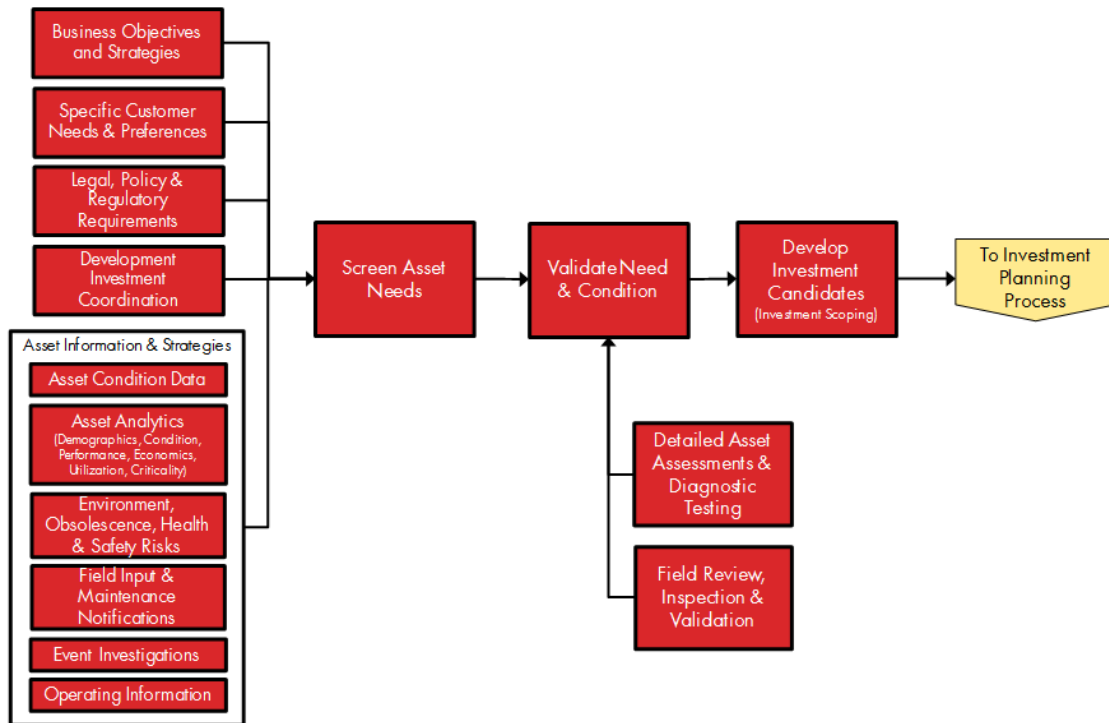 Business Objectives
and Strategies
Specific Customer
Needs & Preferences
Legal, Policy &
Regulatory
Requirements
Development
Investment
Coordination
Asset Information & Strategies
Asset Condition Data
Asset Analytics
(Demographics, Condition,
Performance, Economics,
Utilization, Criticality)
Environment,
Obsolescence, Health
& Safety Risks
Field Input &
Maintenance
Notifications
Event Investigations
Operating Information
Screen Asset
Needs
Validate Need
& Condition
Develop
Investment
Candidates
(Investment Scoping)
To Investment
Planning
Process
Detailed Asset
Assessments &
Diagnostic
Testing
Field Review,
Inspection &
Validation